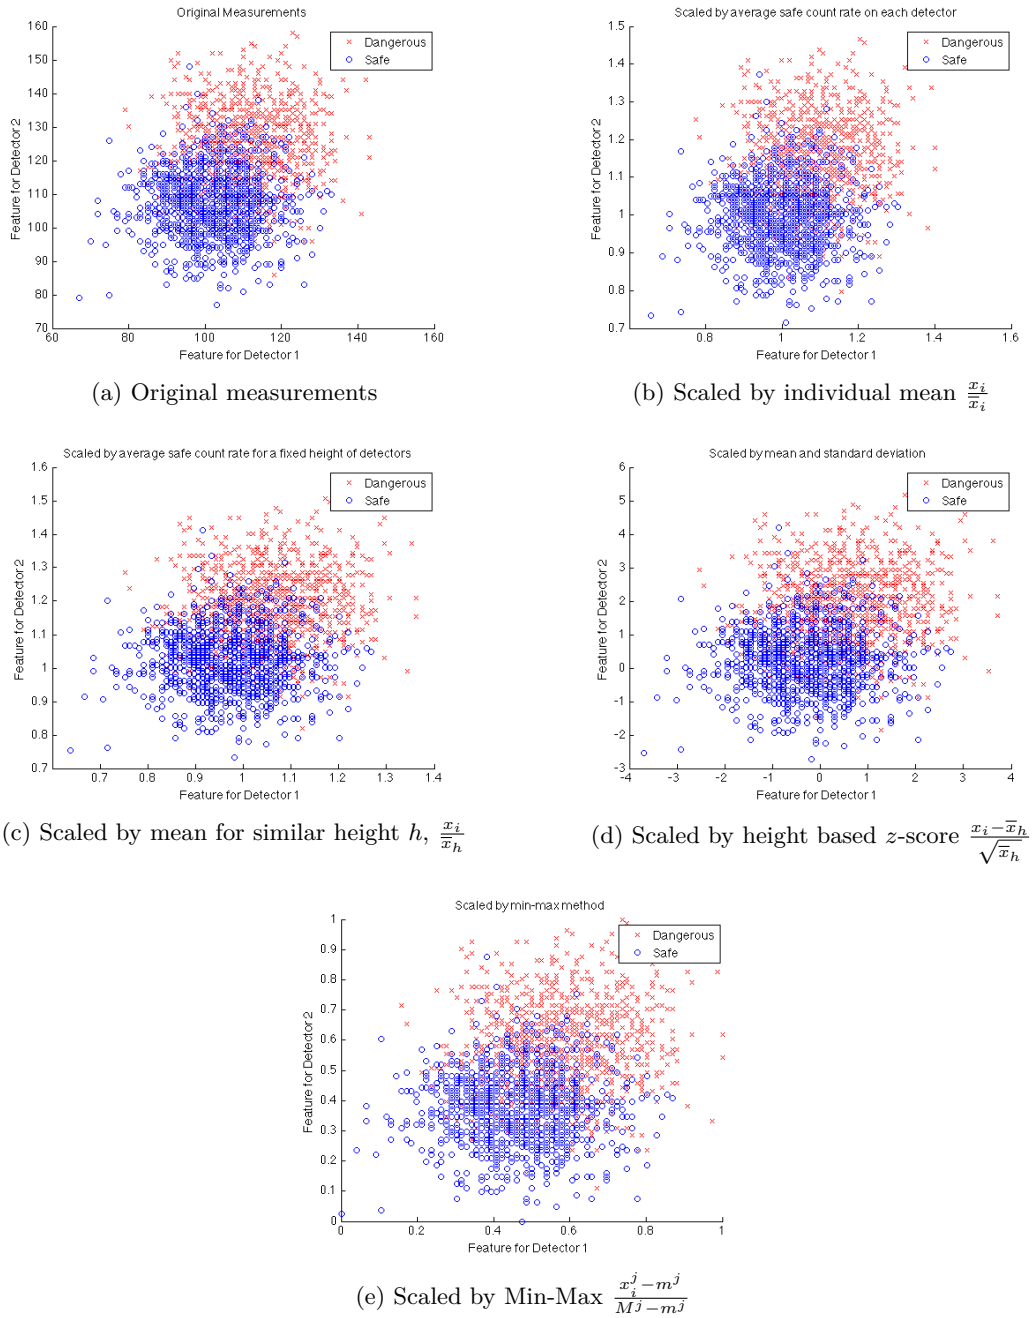 Original Measurements
160
150
140
130
120
110
100
90
80
70
60
80
100
120
140
160
Feature for Detector 2
Feature for Detector 1
Dangerous
Safe
(a) Original measurements
Scaled by average safe count rate on each detector
1.5
1.4
1.3
1.2
1.1
1
0.9
0.8
0.7
0.8
1
1.2
1.4
1.6
Feature for Detector 2
Feature for Detector 1
Dangerous
Safe
(b) Scaled by individual mean $\frac{x_i}{\overline{x}_i}$
Scaled by average safe count rate for a fixed height of detectors
1.6
1.5
1.4
1.3
1.2
1.1
1
0.9
0.8
0.7
0.7
0.8
0.9
1
1.1
1.2
1.3
1.4
Feature for Detector 2
Feature for Detector 1
Dangerous
Safe
(c) Scaled by mean for similar height $h$, $\frac{x_i}{\overline{x}_h}$
Scaled by mean and standard deviation
6
5
4
3
2
1
0
-1
-2
-3
-4
-3
-2
-1
0
1
2
3
4
Feature for Detector 2
Feature for Detector 1
Dangerous
Safe
(d) Scaled by height based $z$-score $\frac{x_i-\overline{x}_h}{\sqrt{\overline{x}_h}}$
Scaled by min-max method
1
0.9
0.8
0.7
0.6
0.5
0.4
0.3
0.2
0.1
0
0
0.2
0.4
0.6
0.8
1
Feature for Detector 2
Feature for Detector 1
Dangerous
Safe
(e) Scaled by Min-Max $\frac{x_i^j-m^j}{M^j-m^j}$